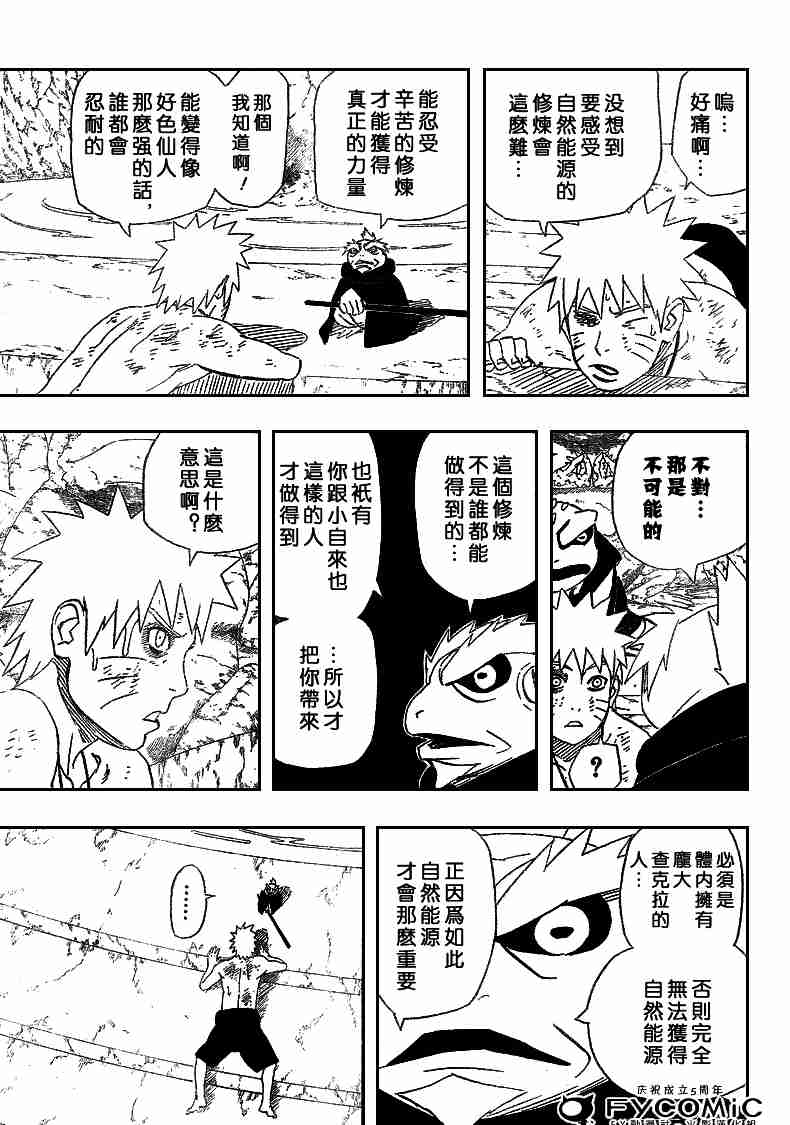 嗚…
好痛啊…
没想到
要感受
自然能源的
修煉會
這麼難…
能忍受
辛苦的修煉
才能獲得
真正的力量
那個
我知道啊！
能變得像
好色仙人
那麼强的話，
誰都會
忍耐的
不對…
那是
不可能的
？
這個修煉
不是誰都能
做得到的…
也衹有
你跟小自來也
這樣的人
才做得到
…所以才
把你帶來
這是什麼
意思啊？
必須是
體内擁有
龐大
查克拉的
人…
否則完全
無法獲得
自然能源
正因爲如此
自然能源
才會那麼重要
……
庆祝成立5周年
FYCOMiC